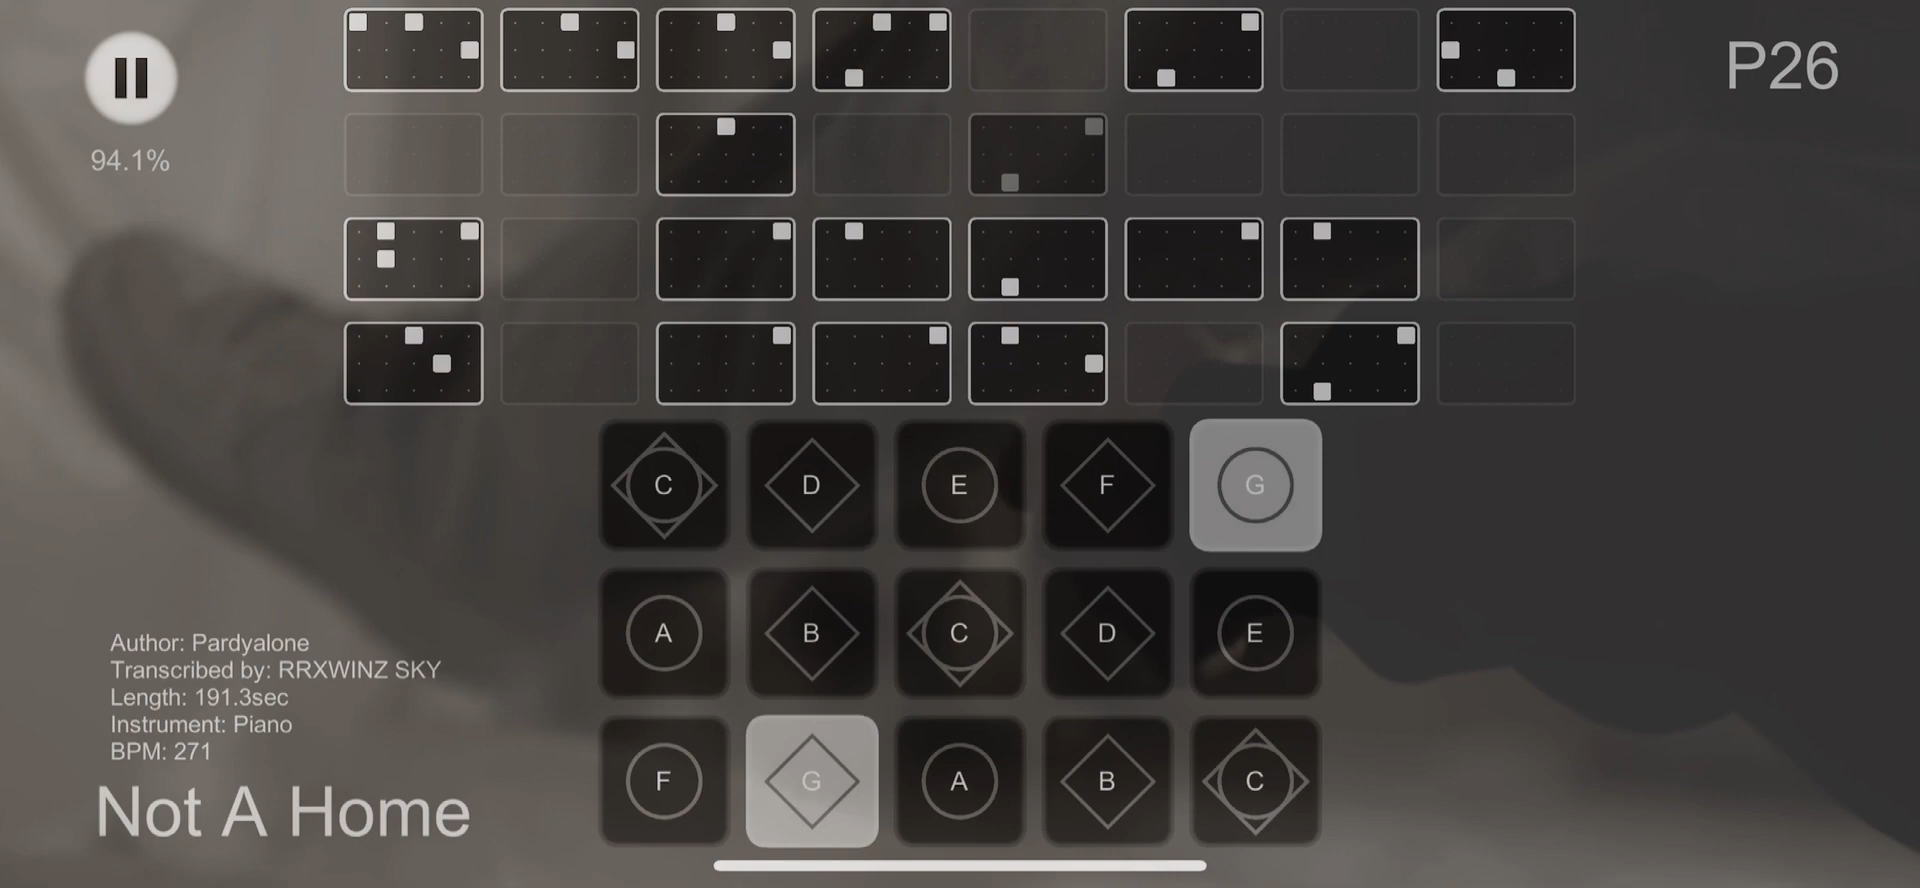 P26
94.1%
C D E F G
A B C D E
F G A B C
Author: Pardyalone
Transcribed by: RRXWINZ SKY
Length: 191.3sec
Instrument: Piano
BPM: 271
Not A Home